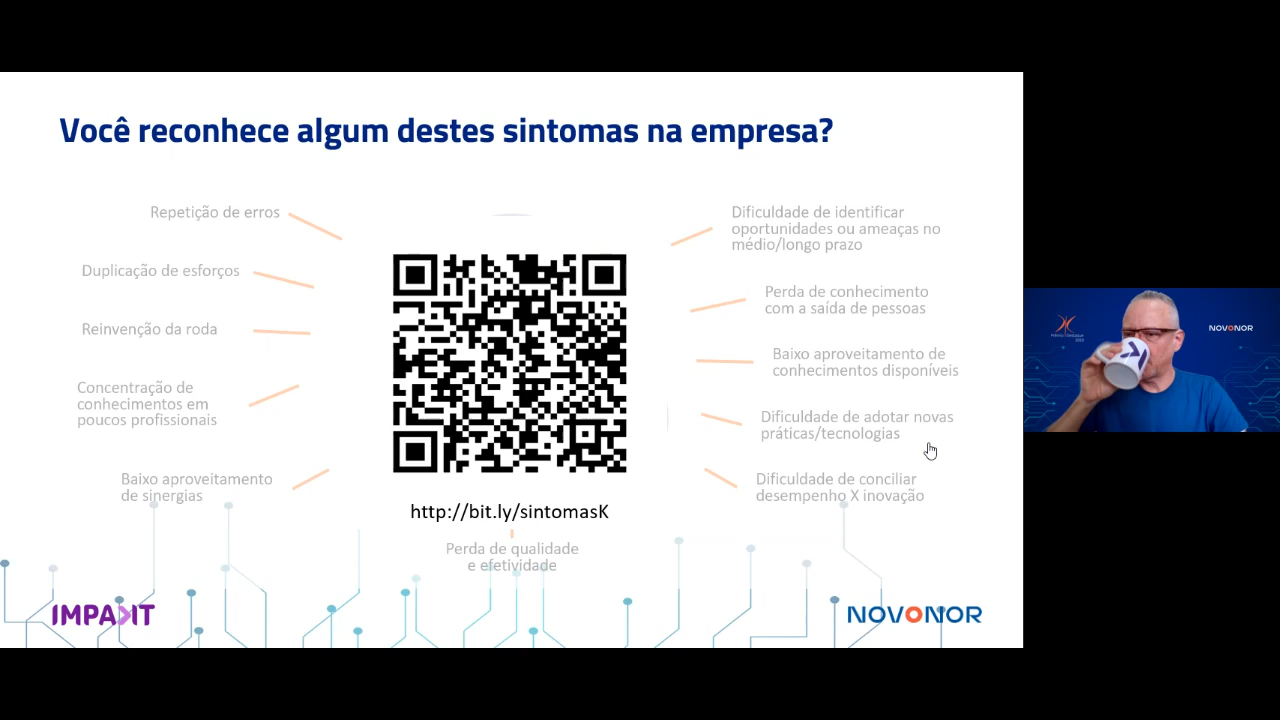 Você reconhece algum destes sintomas na empresa?
Repetição de erros
Duplicação de esforços
Reinvenção da roda
Concentração de
conhecimentos em
poucos profissionais
Baixo aproveitamento
de sinergias
http://bit.ly/sintomasK
Perda de qualidade
e efetividade
Dificuldade de identificar
oportunidades ou ameaças no
médio/longo prazo
Perda de conhecimento
com a saída de pessoas
Baixo aproveitamento de
conhecimentos disponíveis
Dificuldade de adotar novas
práticas/tecnologias
Dificuldade de conciliar
desempenho X inovação
IMPAKIT
NOVONOR
NOVONOR